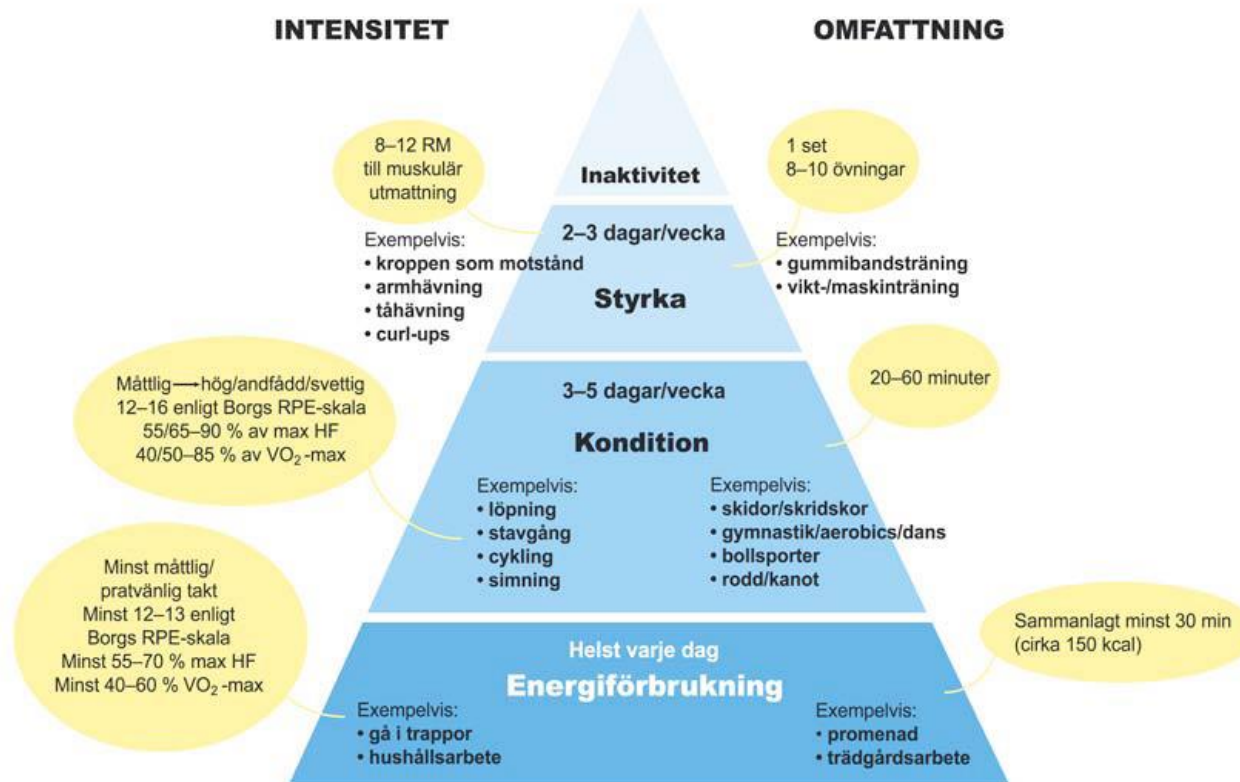 INTENSITET
OMFATTNING
8–12 RM
till muskulär
utmattning
1 set
8–10 övningar
Inaktivitet
2–3 dagar/vecka
Styrka
Exempelvis:
• kroppen som motstånd
• armhävning
• tåhävning
• curl-ups
Exempelvis:
• gummibandsträning
• vikt-/maskinträning
Måttlig→hög/andfådd/svettig
12–16 enligt Borgs RPE-skala
55/65–90 % av max HF
40/50–85 % av VO₂-max
20–60 minuter
3–5 dagar/vecka
Kondition
Exempelvis:
• löpning
• stavgång
• cykling
• simning
Exempelvis:
• skidor/skridskor
• gymnastik/aerobics/dans
• bollsporter
• rodd/kanot
Minst måttlig/
pratvänlig takt
Minst 12–13 enligt
Borgs RPE-skala
Minst 55–70 % max HF
Minst 40–60 % VO₂-max
Sammanlagt minst 30 min
(cirka 150 kcal)
Helst varje dag
Energiförbrukning
Exempelvis:
• gå i trappor
• hushållsarbete
Exempelvis:
• promenad
• trädgårdsarbete